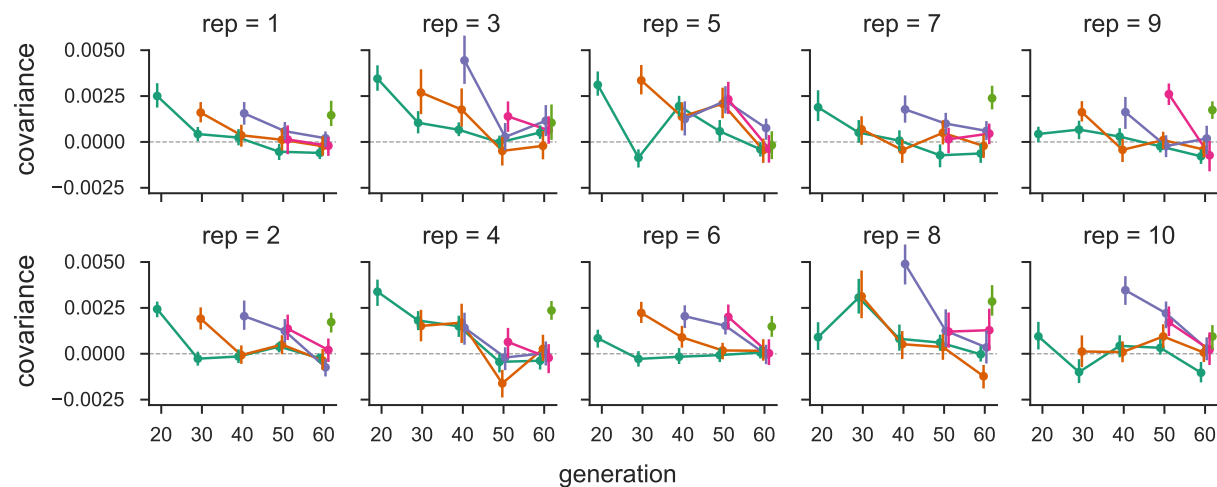 rep = 1 rep = 3 rep = 5 rep = 7 rep = 9
covariance
0.0050
0.0025
0.0000
−0.0025
rep = 2 rep = 4 rep = 6 rep = 8 rep = 10
covariance
0.0050
0.0025
0.0000
−0.0025
20 30 40 50 60 20 30 40 50 60 20 30 40 50 60 20 30 40 50 60 20 30 40 50 60
generation